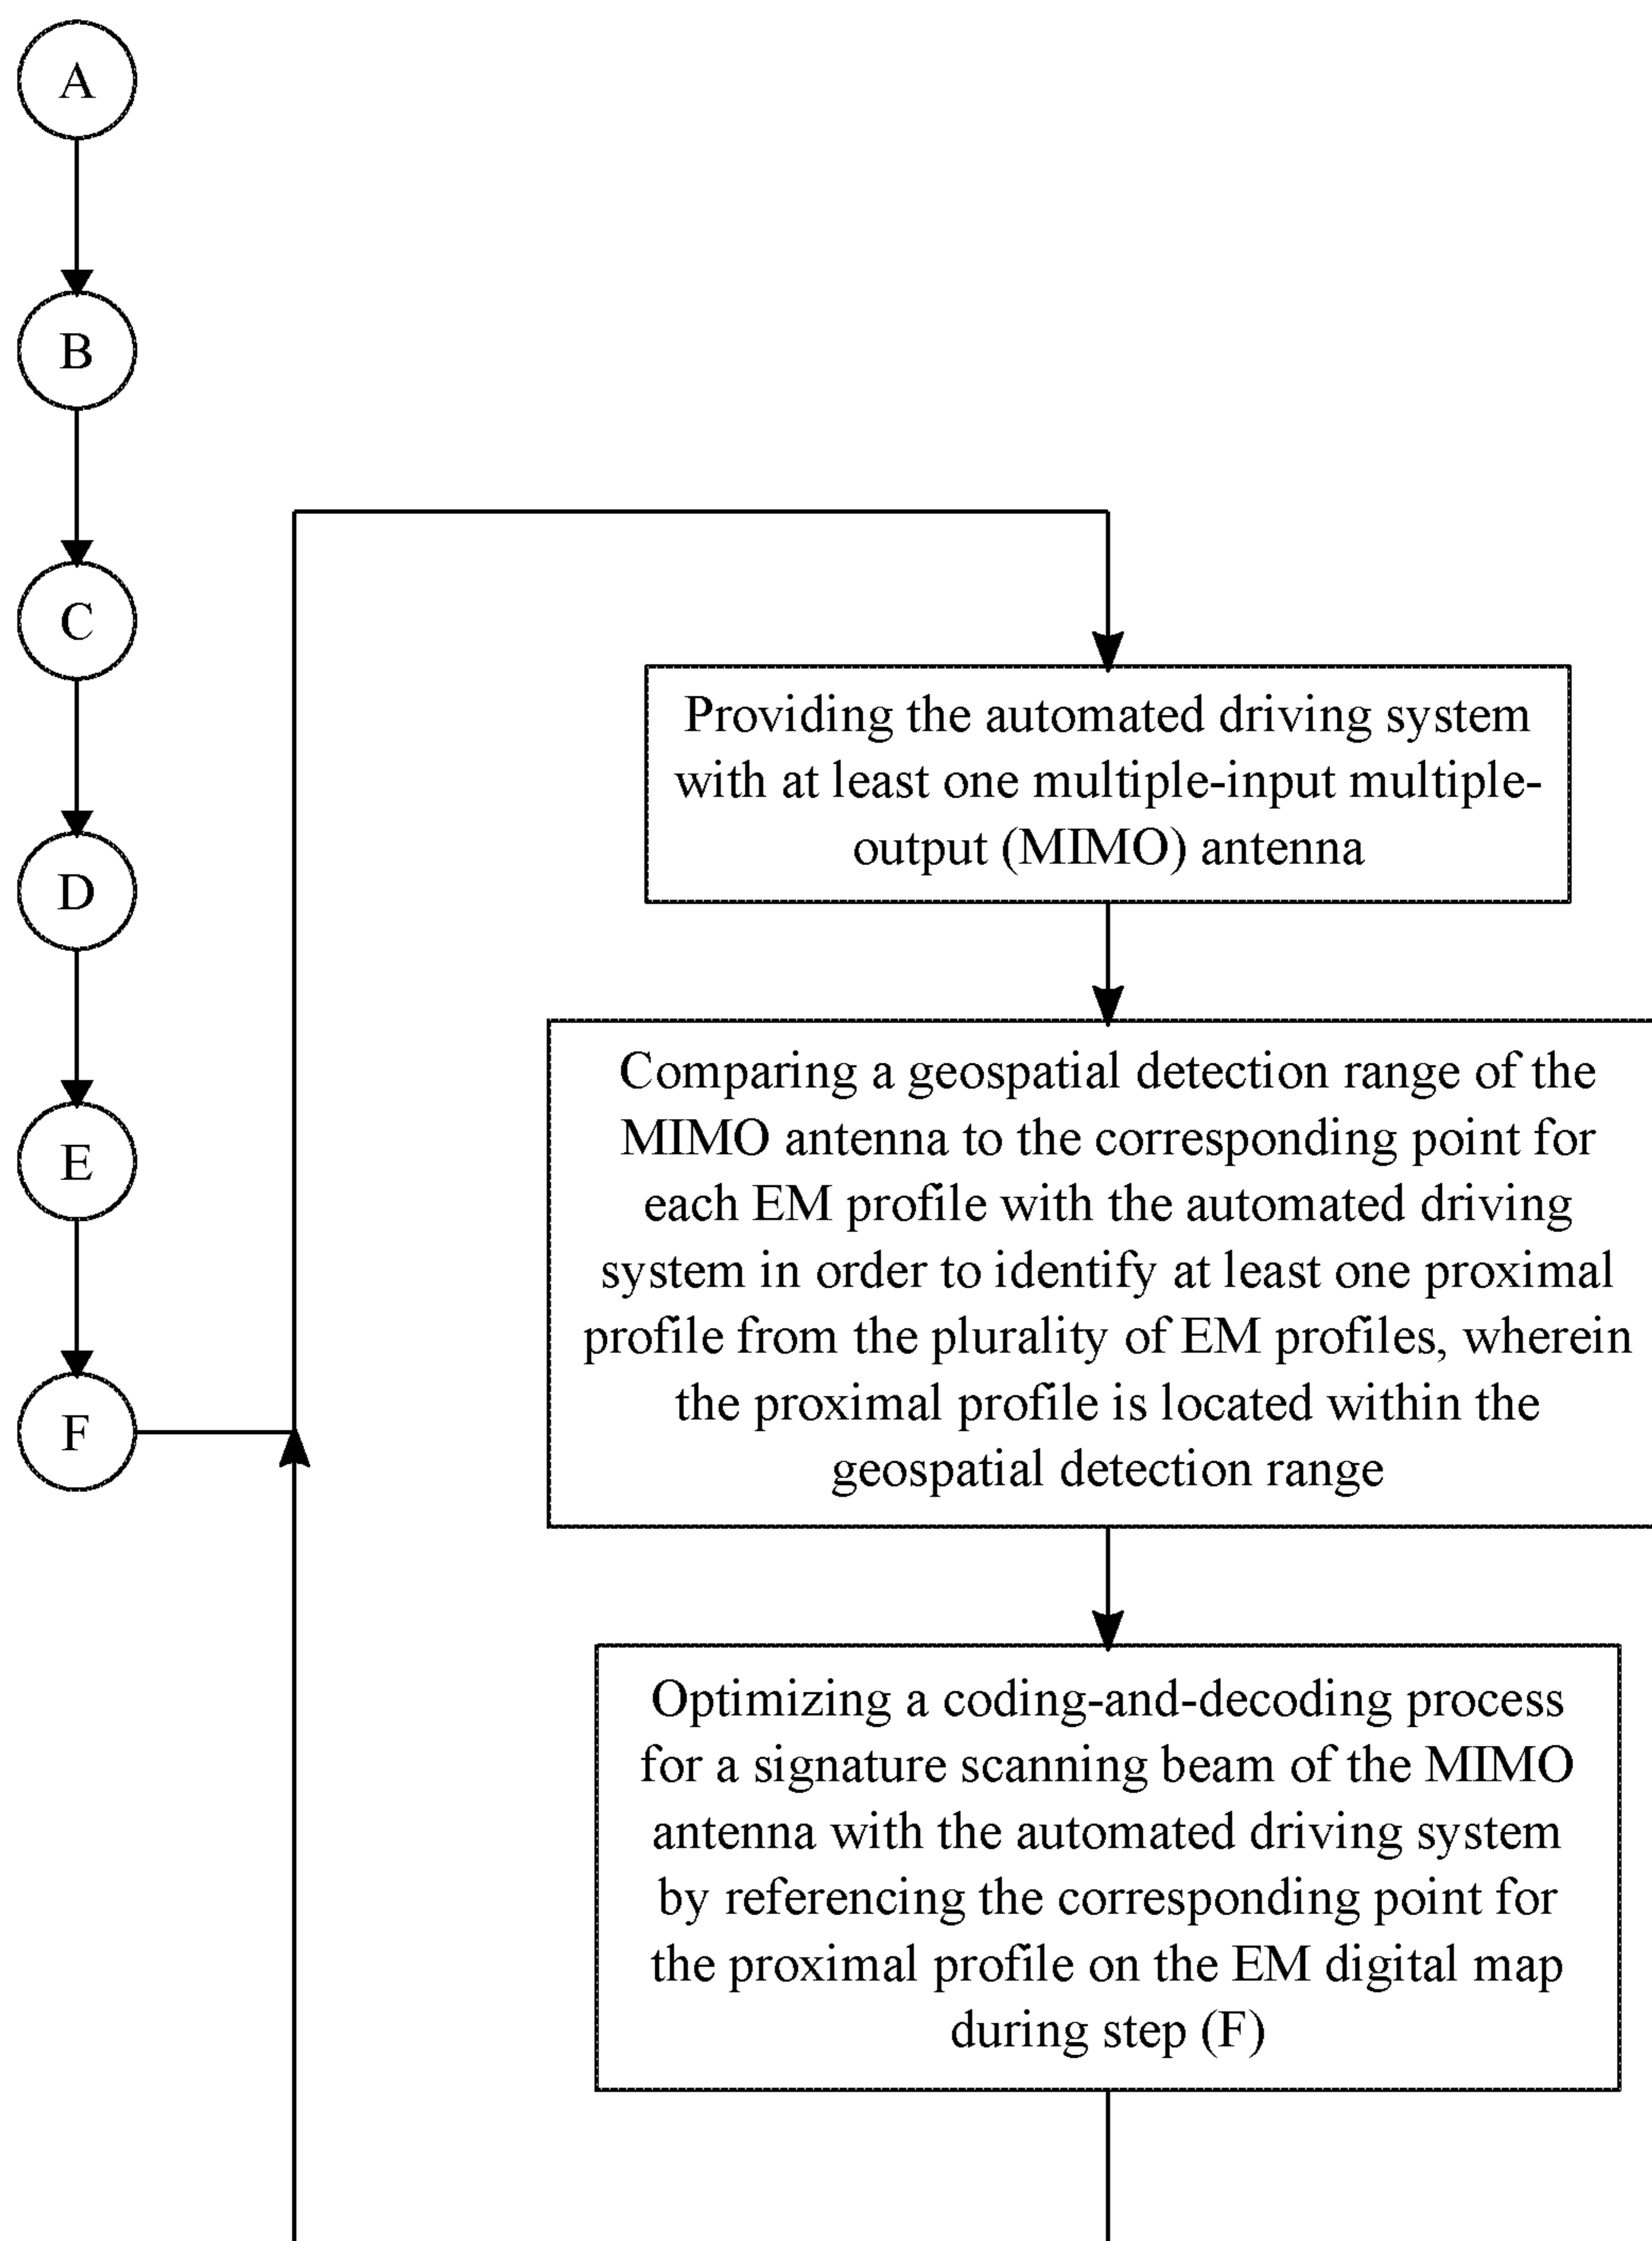 A
B
C
D
E
F
Providing the automated driving system
with at least one multiple-input multiple-
output (MIMO) antenna
Comparing a geospatial detection range of the
MIMO antenna to the corresponding point for
each EM profile with the automated driving
system in order to identify at least one proximal
profile from the plurality of EM profiles, wherein
the proximal profile is located within the
geospatial detection range
Optimizing a coding-and-decoding process
for a signature scanning beam of the MIMO
antenna with the automated driving system
by referencing the corresponding point for
the proximal profile on the EM digital map
during step (F)